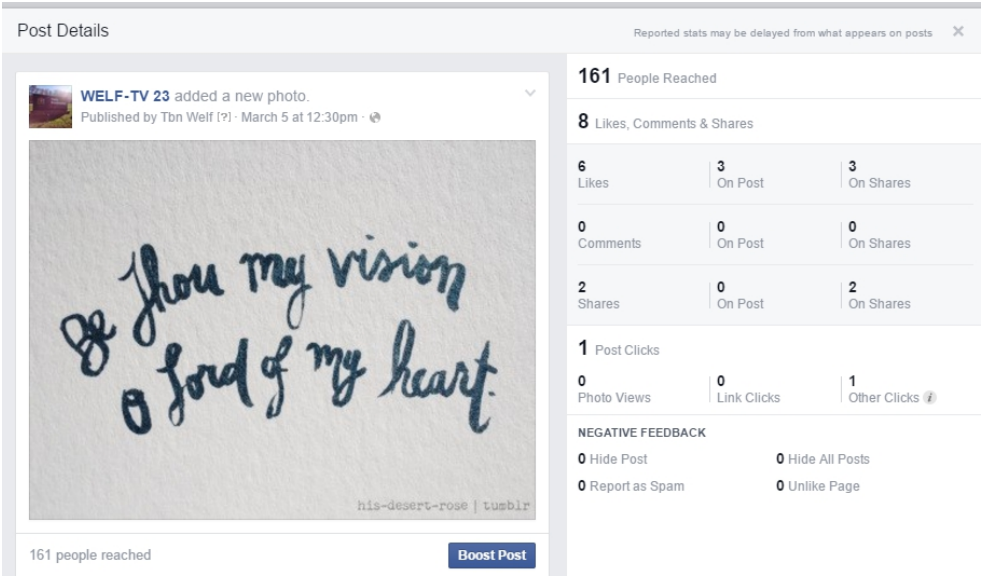 Post Details
Reported stats may be delayed from what appears on posts
WELF-TV 23 added a new photo.
Published by Tbn Welf [?] · March 5 at 12:30pm ·
Be Thou my vision
O Lord of my heart.
his-desert-rose | tumblr
161 people reached
Boost Post
161 People Reached
8 Likes, Comments & Shares
6 3 3
Likes On Post On Shares
0 0 0
Comments On Post On Shares
2 0 2
Shares On Post On Shares
1 Post Clicks
0 0 1
Photo Views Link Clicks Other Clicks i
NEGATIVE FEEDBACK
0 Hide Post 0 Hide All Posts
0 Report as Spam 0 Unlike Page